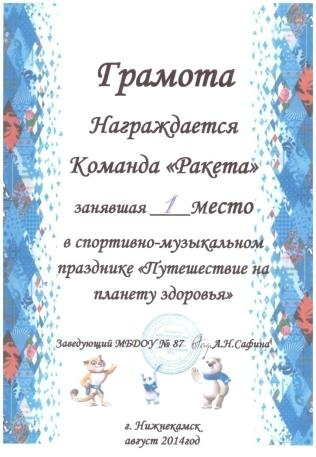 Грамота
Награждается
Команда «Ракета»
занявшая 1 место
в спортивно-музыкальном
празднике «Путешествие на
планету здоровья»
Заведующий МБДОУ № 87 А.Н.Сафина
г. Нижнекамск
август 2014год